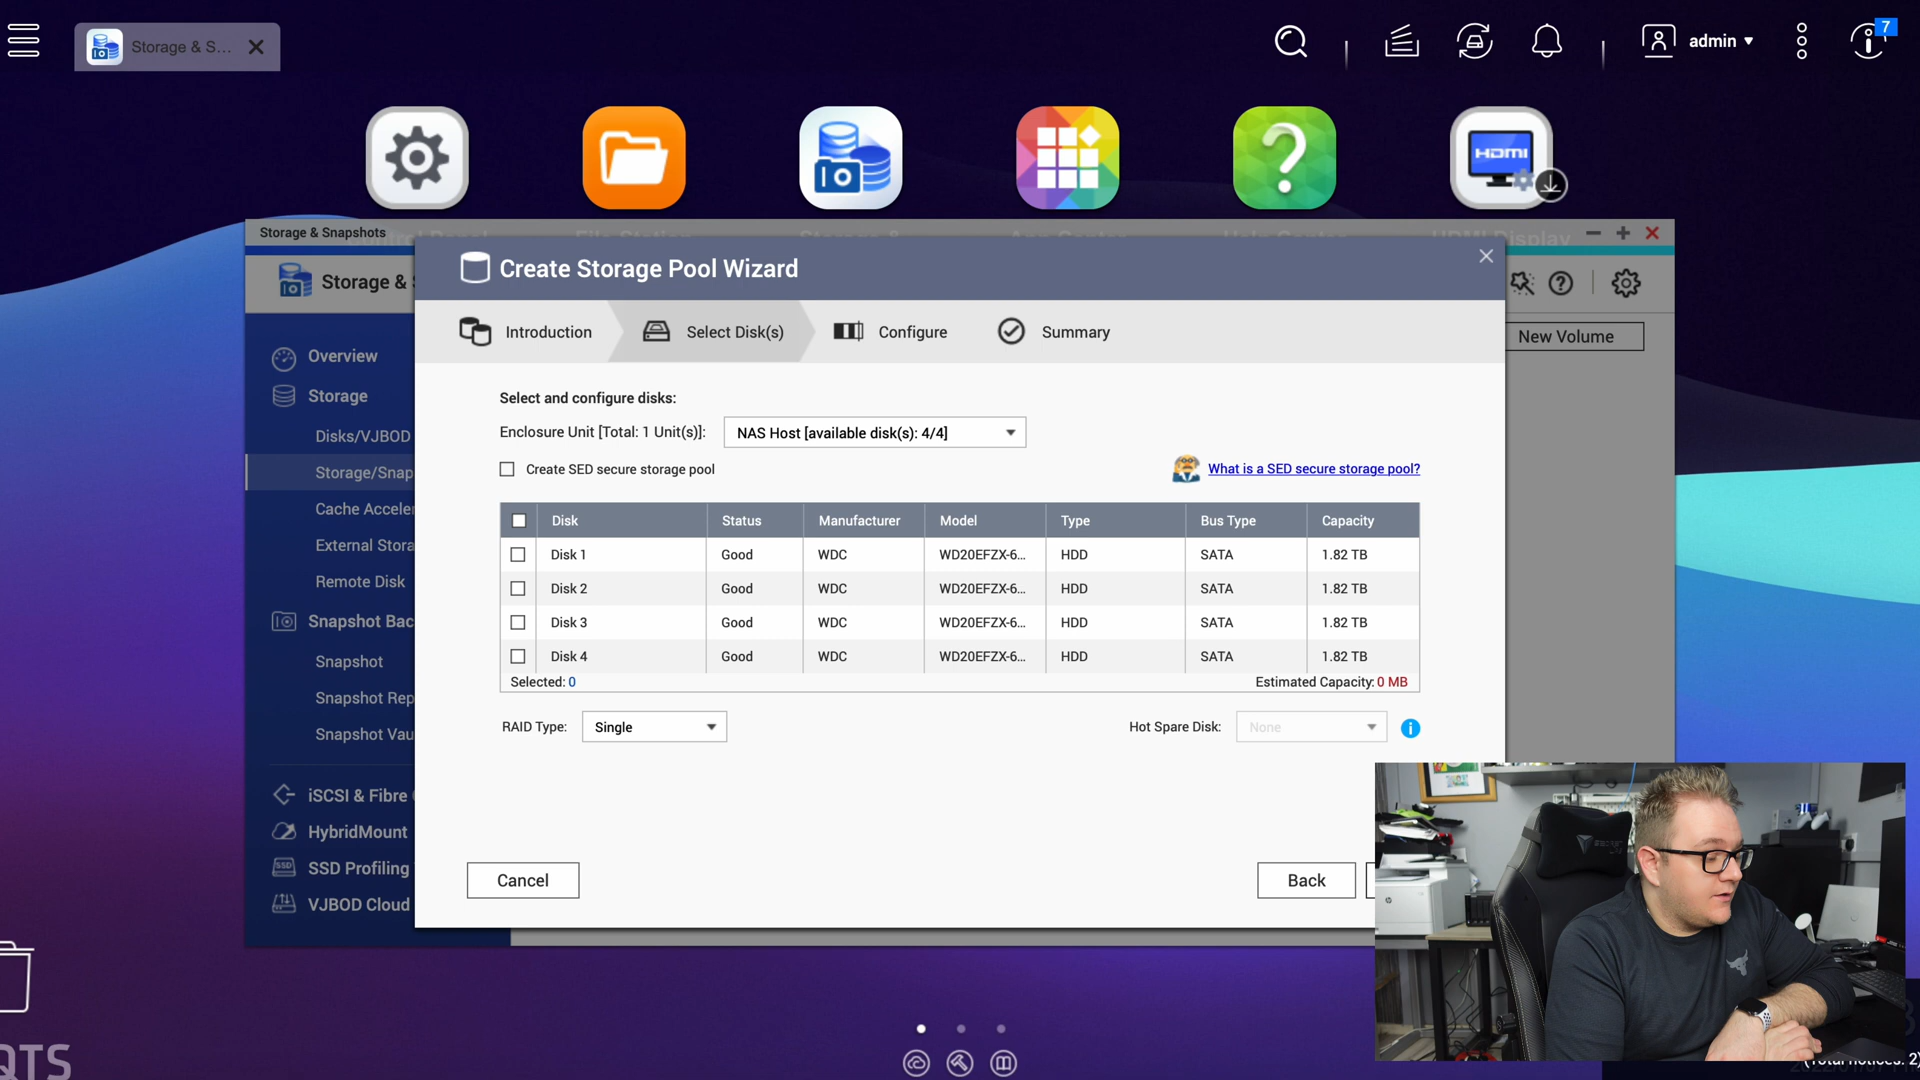 Storage & S...
admin
7
HDMI
Storage & Snapshots
Display
Create Storage Pool Wizard
Storage &
Introduction
Select Disk(s)
Configure
Summary
New Volume
Overview
Storage
Disks/VJBOD
Storage/Snap
Cache Acceler
External Stora
Remote Disk
Snapshot Bac
Snapshot
Snapshot Rep
Snapshot Vau
iSCSI & Fibre
HybridMount
SSD Profiling
VJBOD Cloud
Select and configure disks:
Enclosure Unit [Total: 1 Unit(s)]:
NAS Host [available disk(s): 4/4]
Create SED secure storage pool
What is a SED secure storage pool?
Disk Status Manufacturer Model Type Bus Type Capacity
Disk 1 Good WDC WD20EFZX-6... HDD SATA 1.82 TB
Disk 2 Good WDC WD20EFZX-6... HDD SATA 1.82 TB
Disk 3 Good WDC WD20EFZX-6... HDD SATA 1.82 TB
Disk 4 Good WDC WD20EFZX-6... HDD SATA 1.82 TB
Selected: 0
Estimated Capacity: 0 MB
RAID Type:
Single
Hot Spare Disk:
None
Cancel
Back
QTS
(Total notices: 2)